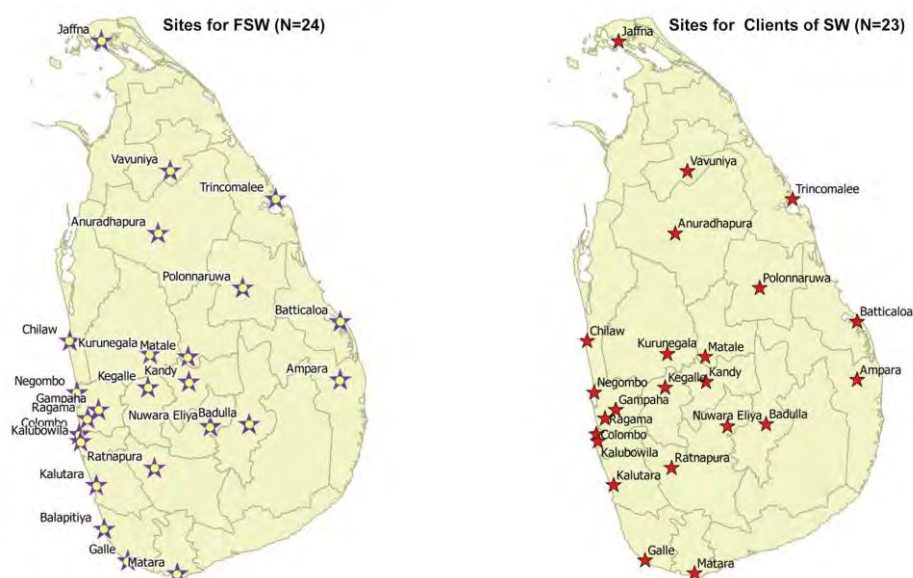 Sites for FSW (N=24)
Jaffna
Vavuniya
Trincomalee
Anuradhapura
Polonnaruwa
Batticaloa
Chilaw
Kurunegala
Matale
Kandy
Kegalle
Ampara
Negombo
Gampaha
Ragama
Colombo
Kalubowila
Nuwara Eliya
Badulla
Ratnapura
Kalutara
Balapitiya
Galle
Matara
Sites for Clients of SW (N=23)
Jaffna
Vavuniya
Trincomalee
Anuradhapura
Polonnaruwa
Batticaloa
Chilaw
Kurunegala
Matale
Kandy
Kegalle
Ampara
Negombo
Gampaha
Ragama
Colombo
Kalubowila
Nuwara Eliya
Badulla
Ratnapura
Kalutara
Galle
Matara